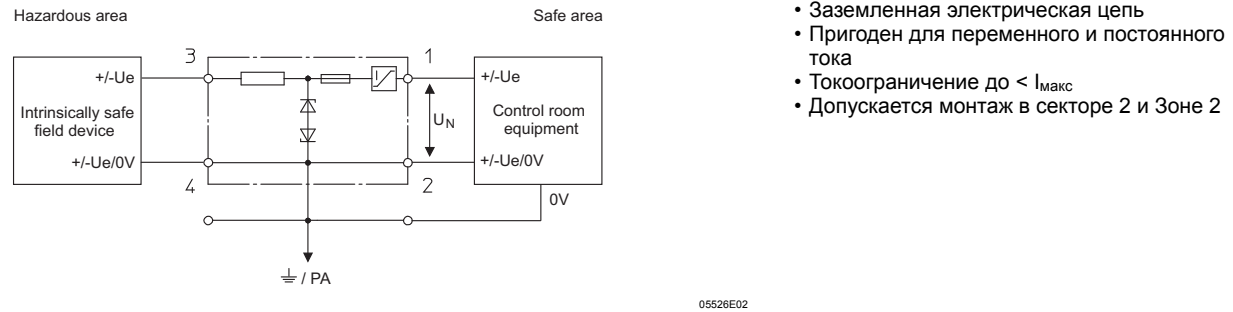 Hazardous area
Safe area
3
1
+/-Ue
+/-Ue
Intrinsically safe
field device
U_N
Control room
equipment
+/-Ue/0V
+/-Ue/0V
4
2
0V
/ PA
05526E02
• Заземленная электрическая цепь
• Пригоден для переменного и постоянного
тока
• Токоограничение до < Iмакс
• Допускается монтаж в секторе 2 и Зоне 2